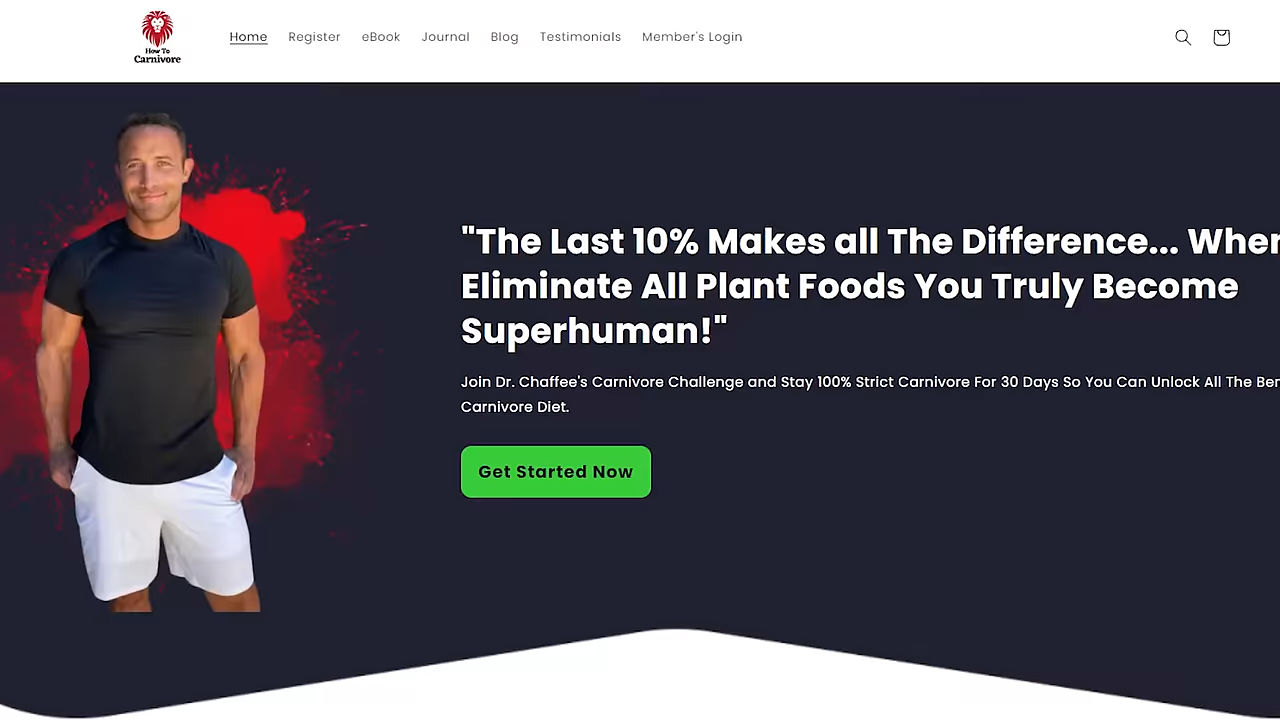 How To
Carnivore
Home Register eBook Journal Blog Testimonials Member's Login
"The Last 10% Makes all The Difference...
Eliminate All Plant Foods You Truly Become
Superhuman!"
Join Dr. Chaffee's Carnivore Challenge and Stay 100% Strict Carnivore For 30 Days So You Can Unlock All The
Carnivore Diet.
Get Started Now